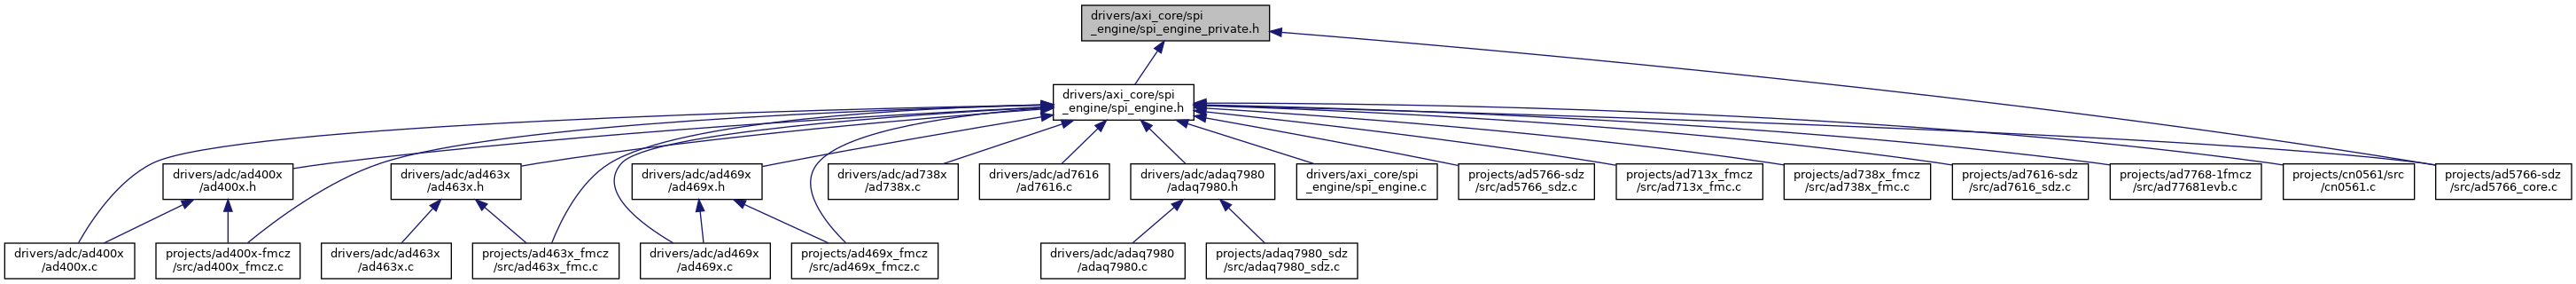 drivers/axi_core/spi
_engine/spi_engine_private.h
drivers/axi_core/spi
_engine/spi_engine.h
drivers/adc/ad400x
/ad400x.h
drivers/adc/ad463x
/ad463x.h
drivers/adc/ad469x
/ad469x.h
drivers/adc/ad738x
/ad738x.c
drivers/adc/ad7616
/ad7616.c
drivers/adc/adaq7980
/adaq7980.h
drivers/axi_core/spi
_engine/spi_engine.c
projects/ad5766-sdz
/src/ad5766_sdz.c
projects/ad713x_fmcz
/src/ad713x_fmc.c
projects/ad738x_fmcz
/src/ad738x_fmc.c
projects/ad7616-sdz
/src/ad7616_sdz.c
projects/ad7768-1fmcz
/src/ad77681evb.c
projects/cn0561/src
/cn0561.c
projects/ad5766-sdz
/src/ad5766_core.c
drivers/adc/ad400x
/ad400x.c
projects/ad400x-fmcz
/src/ad400x_fmcz.c
drivers/adc/ad463x
/ad463x.c
projects/ad463x_fmcz
/src/ad463x_fmc.c
drivers/adc/ad469x
/ad469x.c
projects/ad469x_fmcz
/src/ad469x_fmcz.c
drivers/adc/adaq7980
/adaq7980.c
projects/adaq7980_sdz
/src/adaq7980_sdz.c